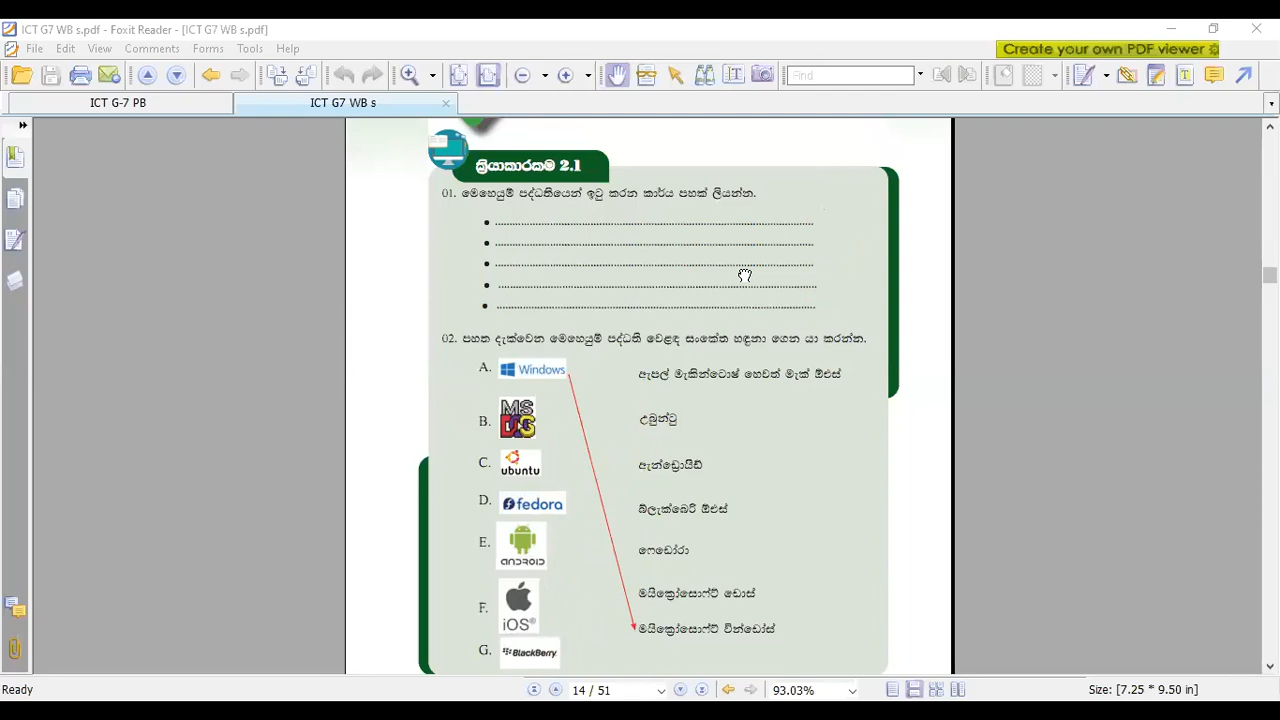 ICT G7 WB s.pdf - Foxit Reader - [ICT G7 WB s.pdf]
File Edit View Comments Forms Tools Help
Create your own PDF viewer
Find
ICT G-7 PB
ICT G7 WB s
ක්‍රියාකාරකම 2.1
01. මෙහෙයුම් පද්ධතියෙන් ඉටු කරන කාර්ය පහක් ලියන්න.
02. පහත දැක්වෙන මෙහෙයුම් පද්ධති වෙළඳ සංකේත හඳුනා ගෙන යා කරන්න.
A. Windows
ඇපල් මැකින්ටොෂ් හෙවත් මැක් ඕඑස්
B. MS DOS
උබුන්ටු
C. ubuntu
ඇන්ඩ්‍රොයිඩ්
D. fedora
බ්ලැක්බෙරි ඕඑස්
E. ANDROID
ෆෙඩෝරා
F. iOS®
මයික්‍රොසොෆ්ට් ඩොස්
මයික්‍රොසොෆ්ට් වින්ඩෝස්
G. BlackBerry
Ready
14 / 51
93.03%
Size: [7.25 * 9.50 in]